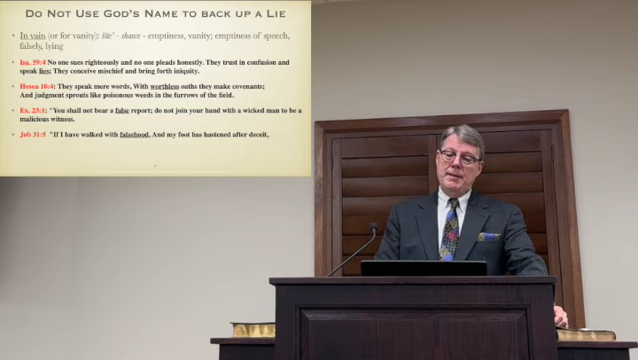 Do Not Use God's Name to back up a Lie
• In vain (or for vanity): - shawv - emptiness, vanity; emptiness of speech,
falsely, lying
• Isa. 59:4 No one sues righteously and no one pleads honestly. They trust in confusion and
speak lies; They conceive mischief and bring forth iniquity.
• Hosea 10:4: They speak mere words, With worthless oaths they make covenants;
And judgment sprouts like poisonous weeds in the furrows of the field.
• Ex. 23:1: "You shall not bear a false report; do not join your hand with a wicked man to be a
malicious witness.
• Job 31:5 "If I have walked with falsehood, And my foot has hastened after deceit,